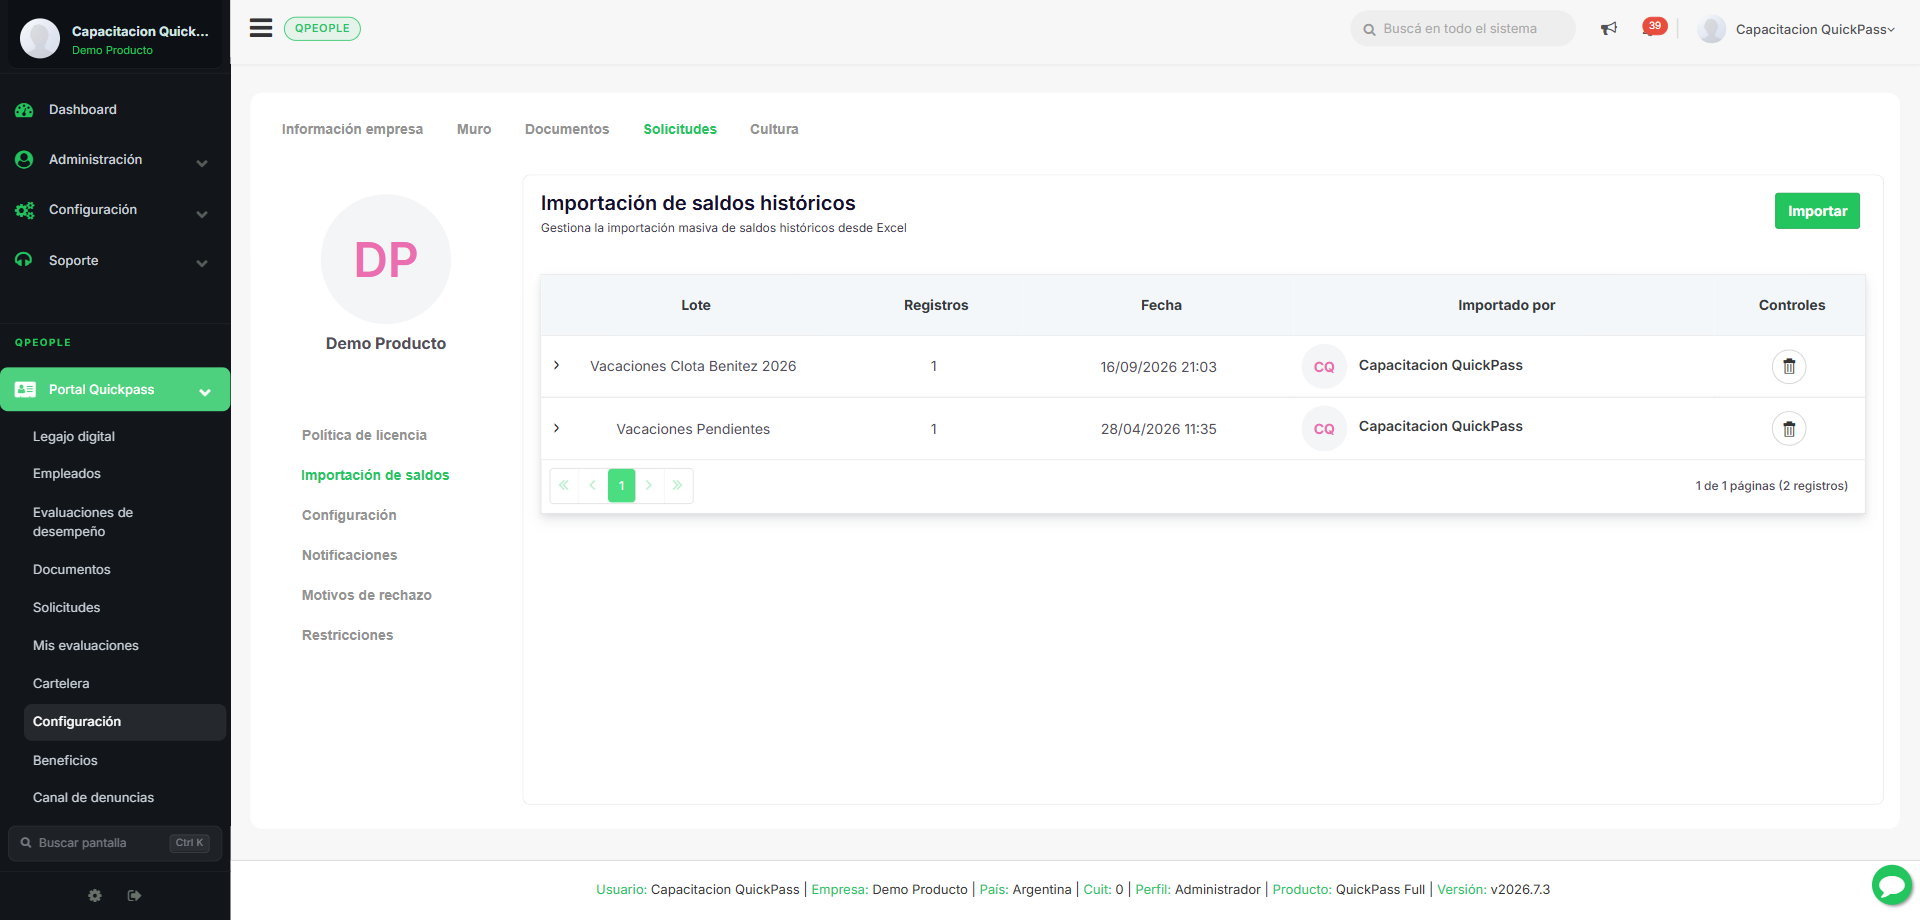 Capacitacion Quick...
Demo Producto
Dashboard
Administración
Configuración
Soporte
QPEOPLE
Portal Quickpass
Legajo digital
Empleados
Evaluaciones de
desempeño
Documentos
Solicitudes
Mis evaluaciones
Cartelera
Configuración
Beneficios
Canal de denuncias
Buscar pantalla Ctrl K
QPEOPLE
Buscá en todo el sistema
39
Capacitacion QuickPass
Información empresa Muro Documentos Solicitudes Cultura
DP
Demo Producto
Política de licencia
Importación de saldos
Configuración
Notificaciones
Motivos de rechazo
Restricciones
Importación de saldos históricos
Gestiona la importación masiva de saldos históricos desde Excel
Importar
Lote Registros Fecha Importado por Controles
Vacaciones Clota Benitez 2026 1 16/09/2026 21:03 CQ Capacitacion QuickPass
Vacaciones Pendientes 1 28/04/2026 11:35 CQ Capacitacion QuickPass
« ‹ 1 › » 1 de 1 páginas (2 registros)
Usuario: Capacitacion QuickPass | Empresa: Demo Producto | País: Argentina | Cuit: 0 | Perfil: Administrador | Producto: QuickPass Full | Versión: v2026.7.3